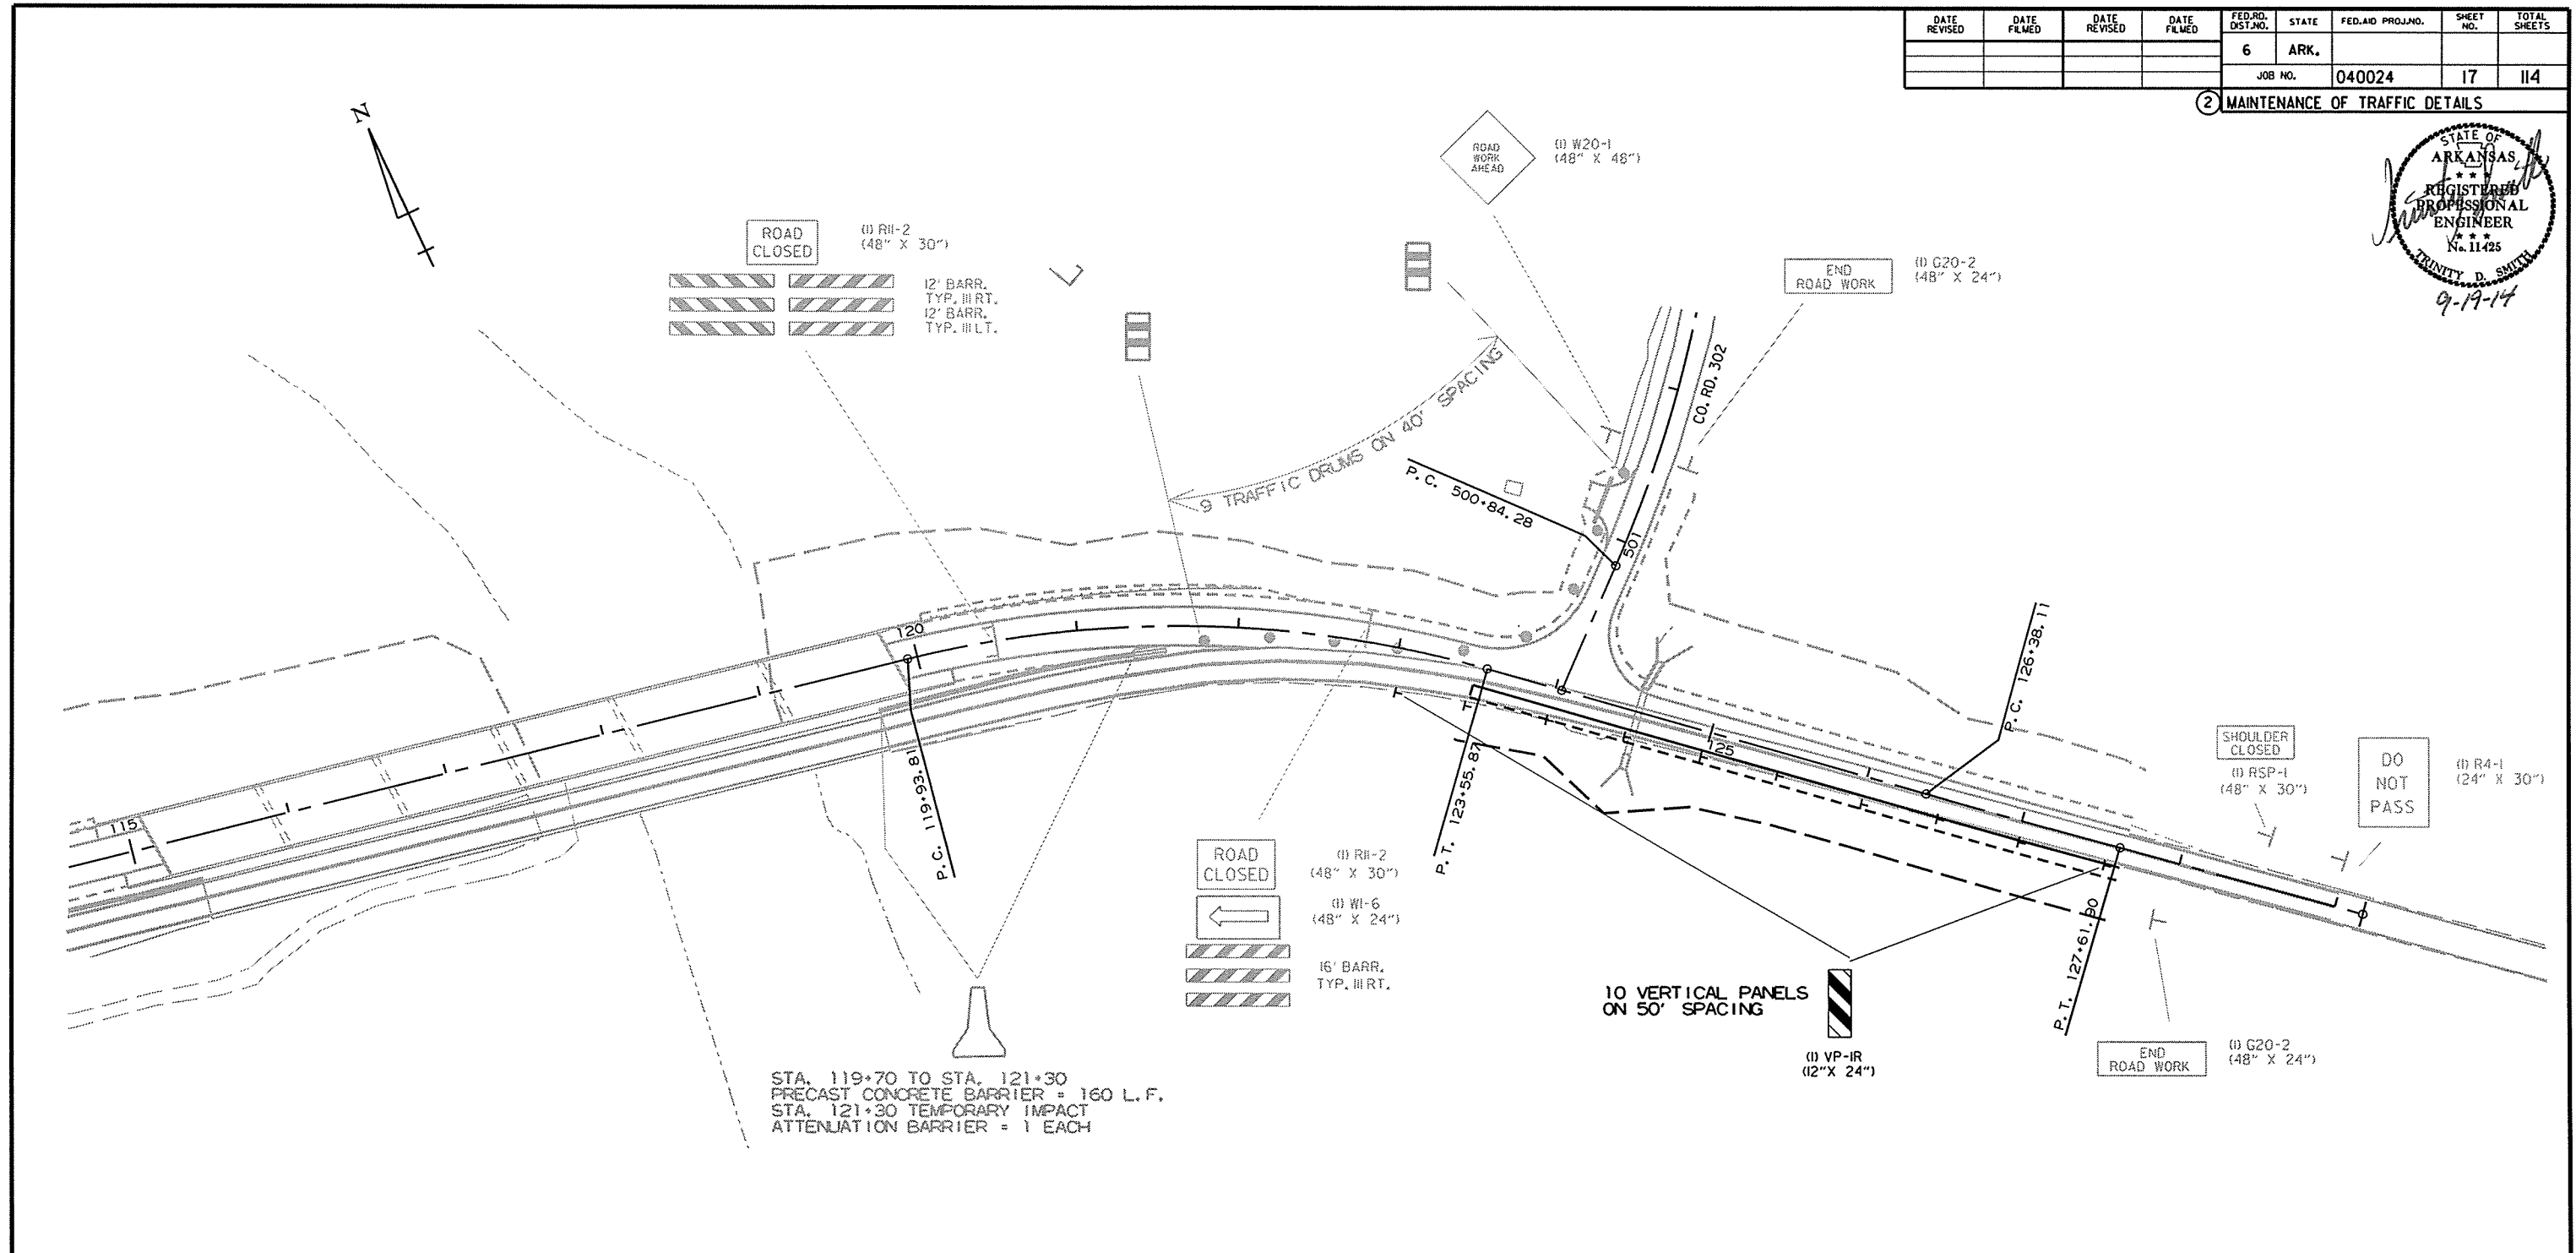 DATE REVISED
DATE FILMED
DATE REVISED
DATE FILMED
FED.RD. DIST.NO.
STATE
FED.AID PROJ.NO.
SHEET NO.
TOTAL SHEETS
6
ARK.
JOB NO.
040024
17
114
2
MAINTENANCE OF TRAFFIC DETAILS
STATE OF
ARKANSAS
REGISTERED
PROFESSIONAL
ENGINEER
No. 11425
TRINITY D. SMITH
9-19-14
N
ROAD
WORK
AHEAD
(1) W20-1
(48" X 48")
ROAD
CLOSED
(1) R11-2
(48" X 30")
12' BARR.
TYP. III RT.
12' BARR.
TYP. III LT.
END
ROAD WORK
(1) G20-2
(48" X 24")
9 TRAFFIC DRUMS ON 40' SPACING
CO. RD. 302
P.C. 500+84.28
501
120
115
125
P.C. 119+93.81
P.T. 123+55.87
P.C. 126+38.11
P.T. 127+61.90
SHOULDER
CLOSED
(1) RSP-1
(48" X 30")
DO
NOT
PASS
(1) R4-1
(24" X 30")
ROAD
CLOSED
(1) R11-2
(48" X 30")
(1) W1-6
(48" X 24")
16' BARR.
TYP. III RT.
10 VERTICAL PANELS
ON 50' SPACING
(1) VP-1R
(12"X 24")
END
ROAD WORK
(1) G20-2
(48" X 24")
STA. 119+70 TO STA. 121+30
PRECAST CONCRETE BARRIER = 160 L.F.
STA. 121+30 TEMPORARY IMPACT
ATTENUATION BARRIER = 1 EACH